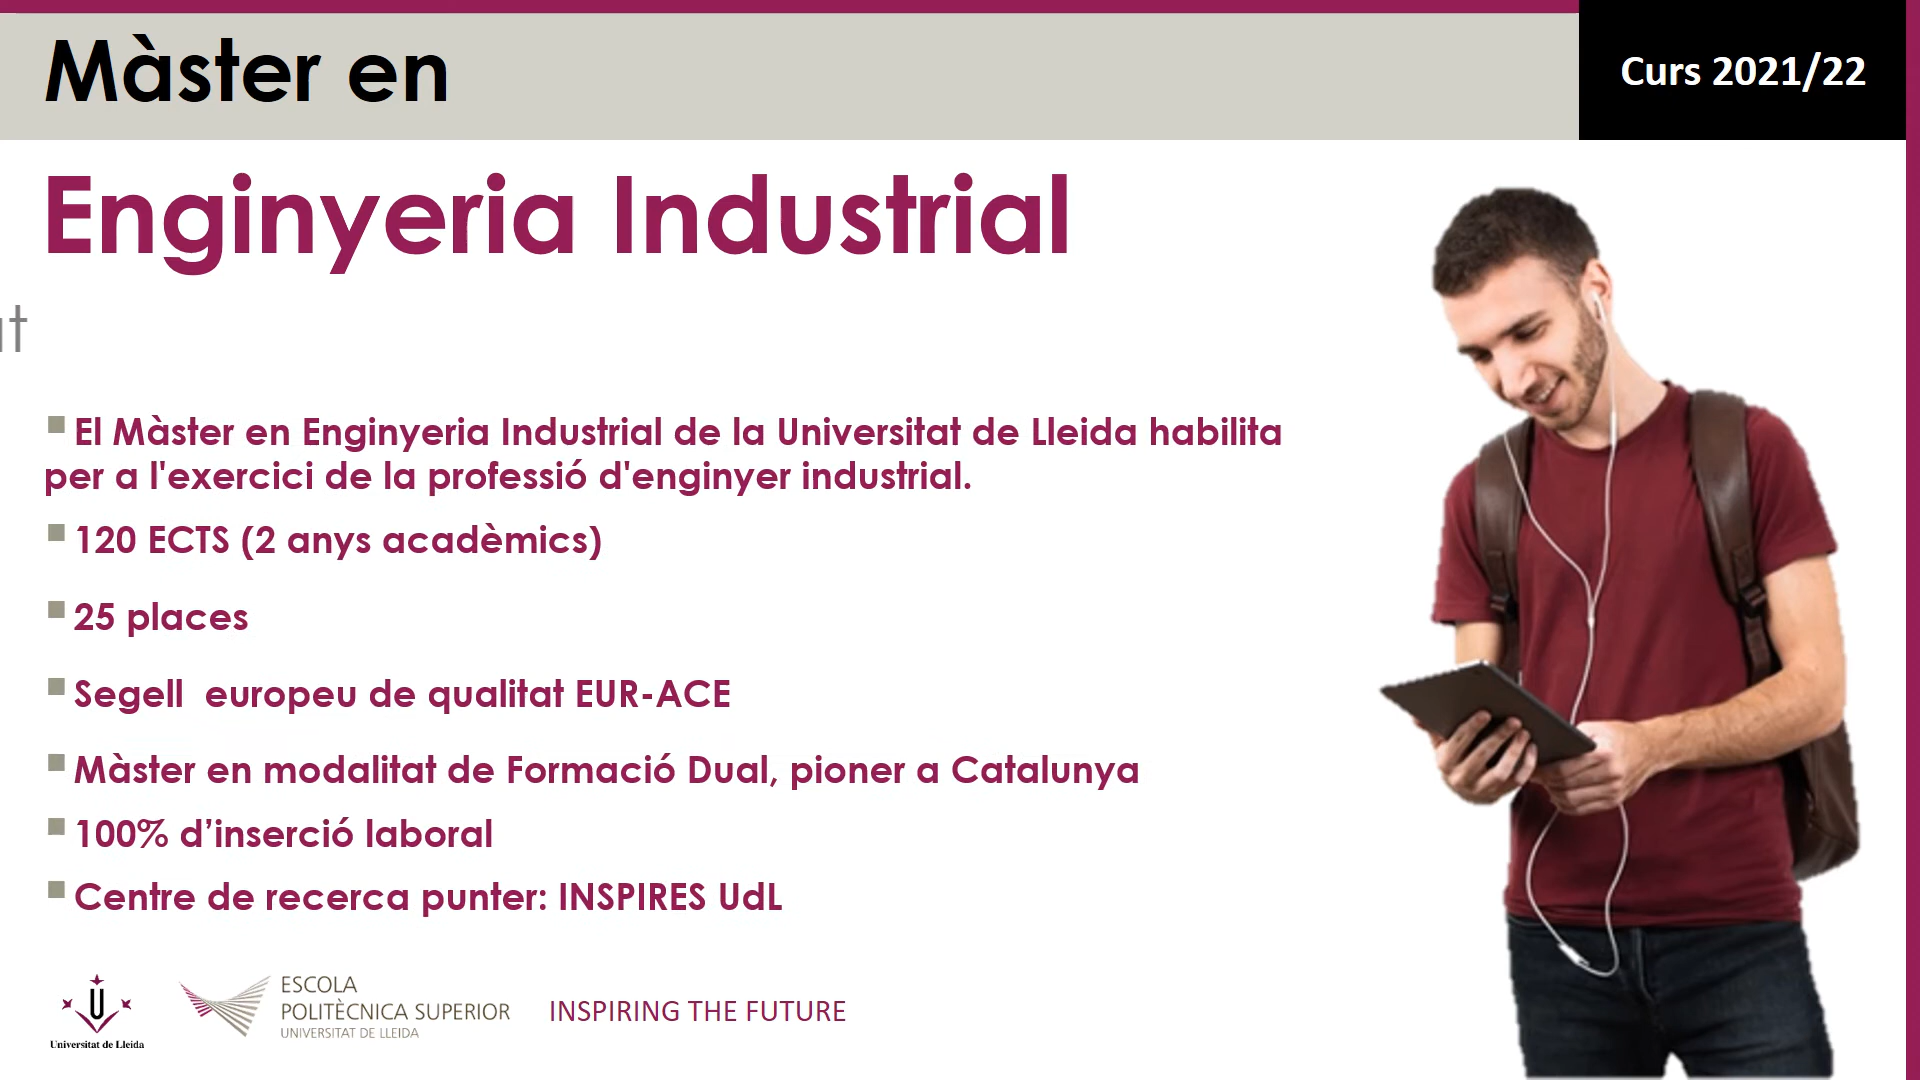 Màster en
Curs 2021/22
Enginyeria Industrial
El Màster en Enginyeria Industrial de la Universitat de Lleida habilita
per a l'exercici de la professió d'enginyer industrial.
120 ECTS (2 anys acadèmics)
25 places
Segell  europeu de qualitat EUR-ACE
Màster en modalitat de Formació Dual, pioner a Catalunya
100% d’inserció laboral
Centre de recerca punter: INSPIRES UdL
U
Universitat de Lleida
ESCOLA
POLITÈCNICA SUPERIOR
UNIVERSITAT DE LLEIDA
INSPIRING THE FUTURE